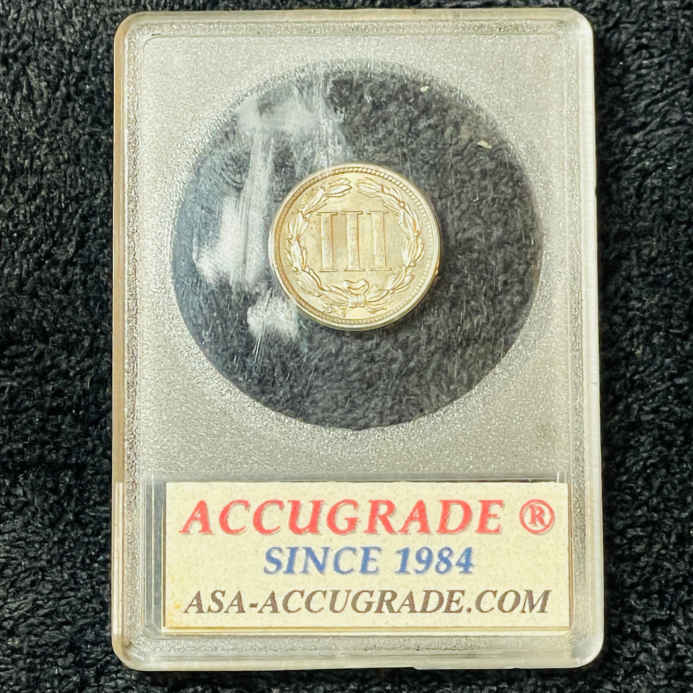 III
ACCUGRADE ®
SINCE 1984
ASA-ACCUGRADE.COM